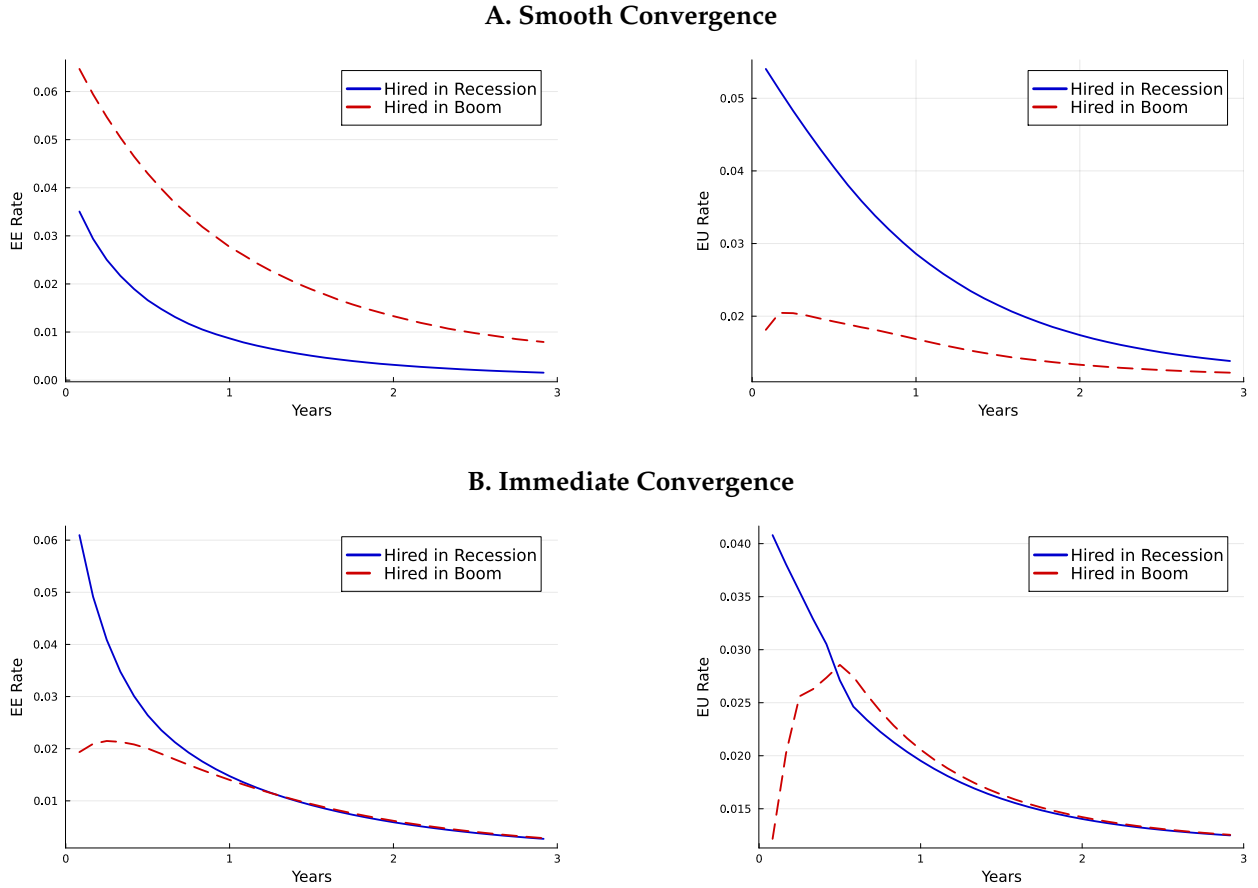 A. Smooth Convergence
EE Rate
0.06
0.05
0.04
0.03
0.02
0.01
0.00
0
1
2
3
Years
Hired in Recession
Hired in Boom
EU Rate
0.05
0.04
0.03
0.02
0
1
2
3
Years
Hired in Recession
Hired in Boom
B. Immediate Convergence
EE Rate
0.06
0.05
0.04
0.03
0.02
0.01
0
1
2
3
Years
Hired in Recession
Hired in Boom
EU Rate
0.040
0.035
0.030
0.025
0.020
0.015
0
1
2
3
Years
Hired in Recession
Hired in Boom